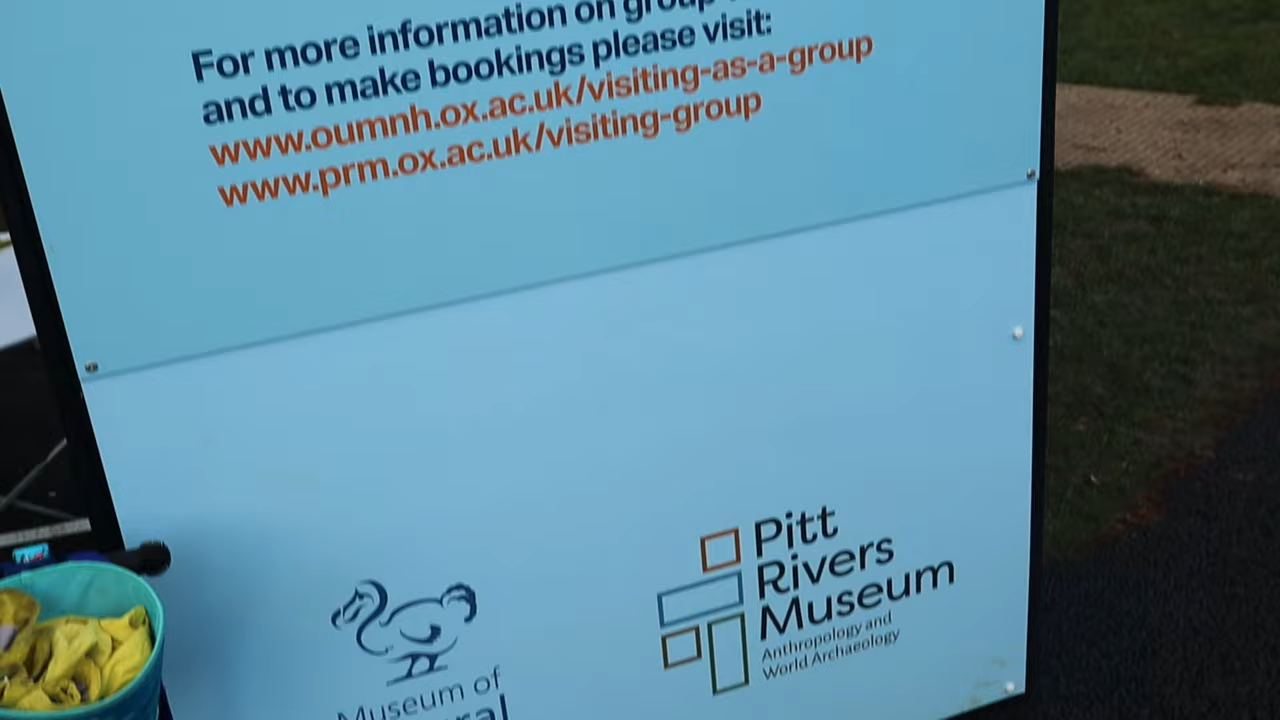 For more information on group
and to make bookings please visit:
www.oumnh.ox.ac.uk/visiting-as-a-group
www.prm.ox.ac.uk/visiting-group
Pitt
Rivers
Museum
Anthropology and
World Archaeology
Museum of